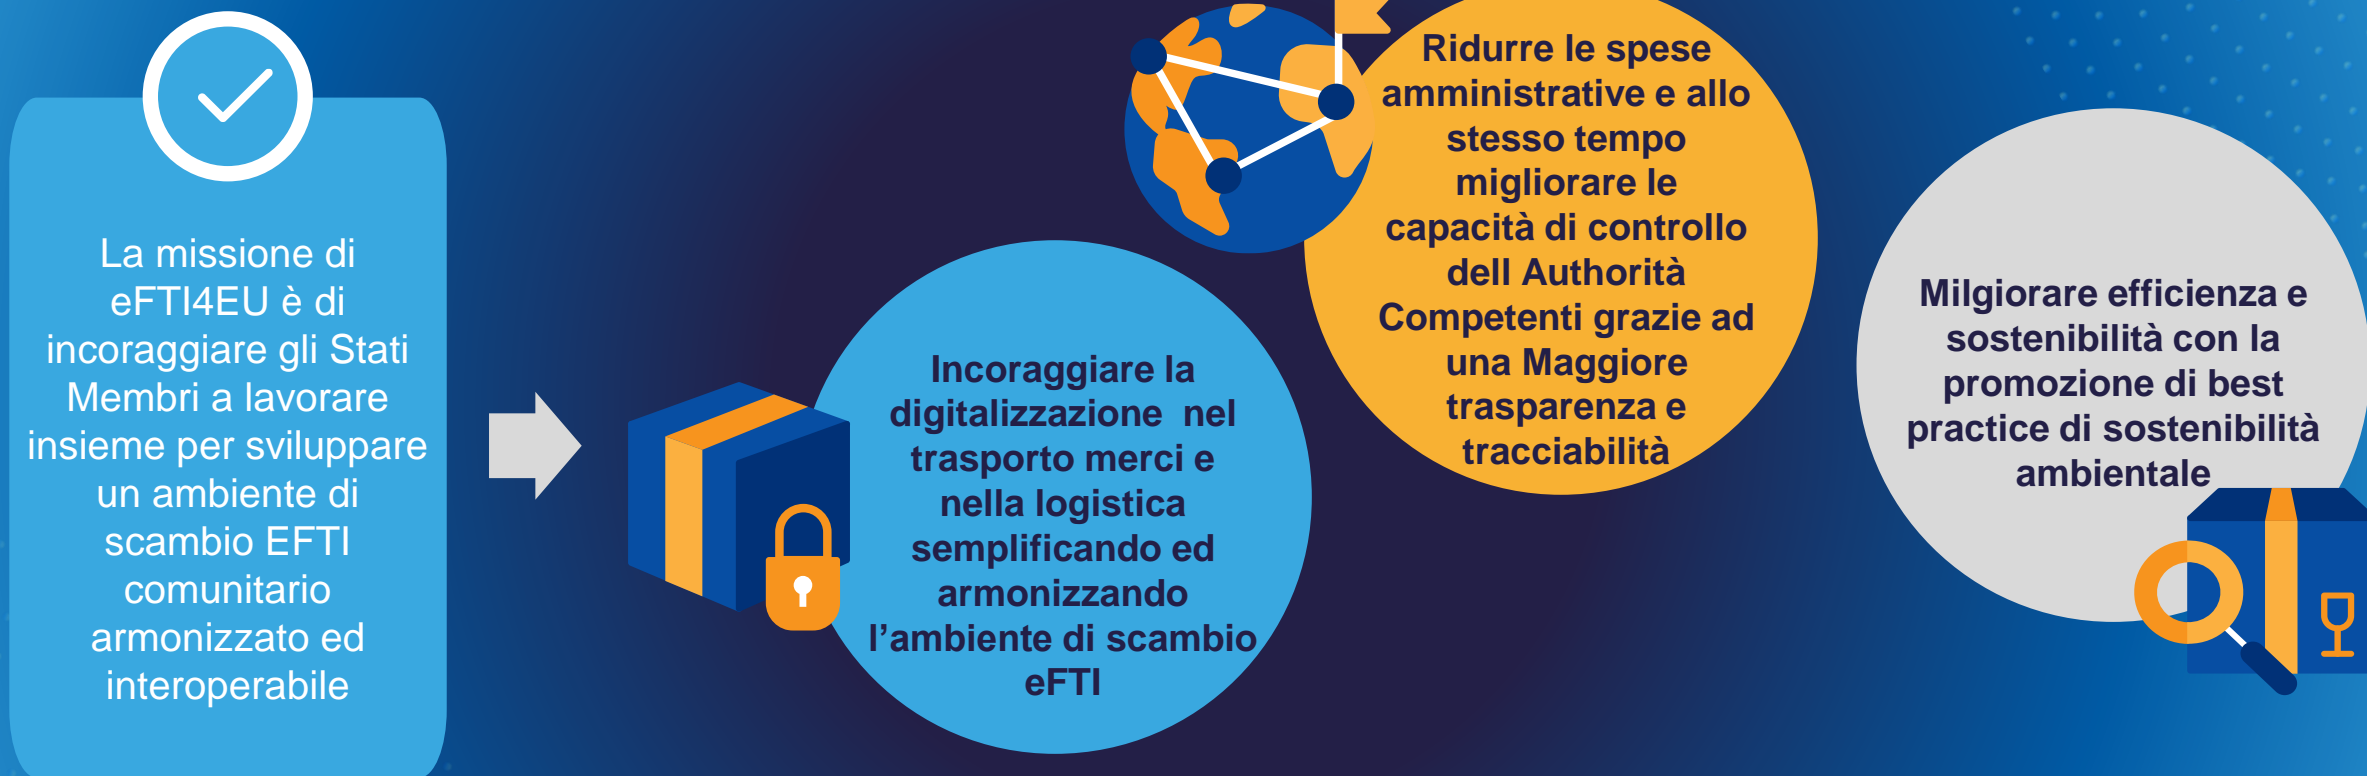 La missione di
eFTI4EU è di
incoraggiare gli Stati
Membri a lavorare
insieme per sviluppare
un ambiente di
scambio EFTI
comunitario
armonizzato ed
interoperabile
Incoraggiare la
digitalizzazione nel
trasporto merci e
nella logistica
semplificando ed
armonizzando
l’ambiente di scambio
eFTI
Ridurre le spese
amministrative e allo
stesso tempo
migliorare le
capacità di controllo
dell Authorità
Competenti grazie ad
una Maggiore
trasparenza e
tracciabilità
Milgiorare efficienza e
sostenibilità con la
promozione di best
practice di sostenibilità
ambientale